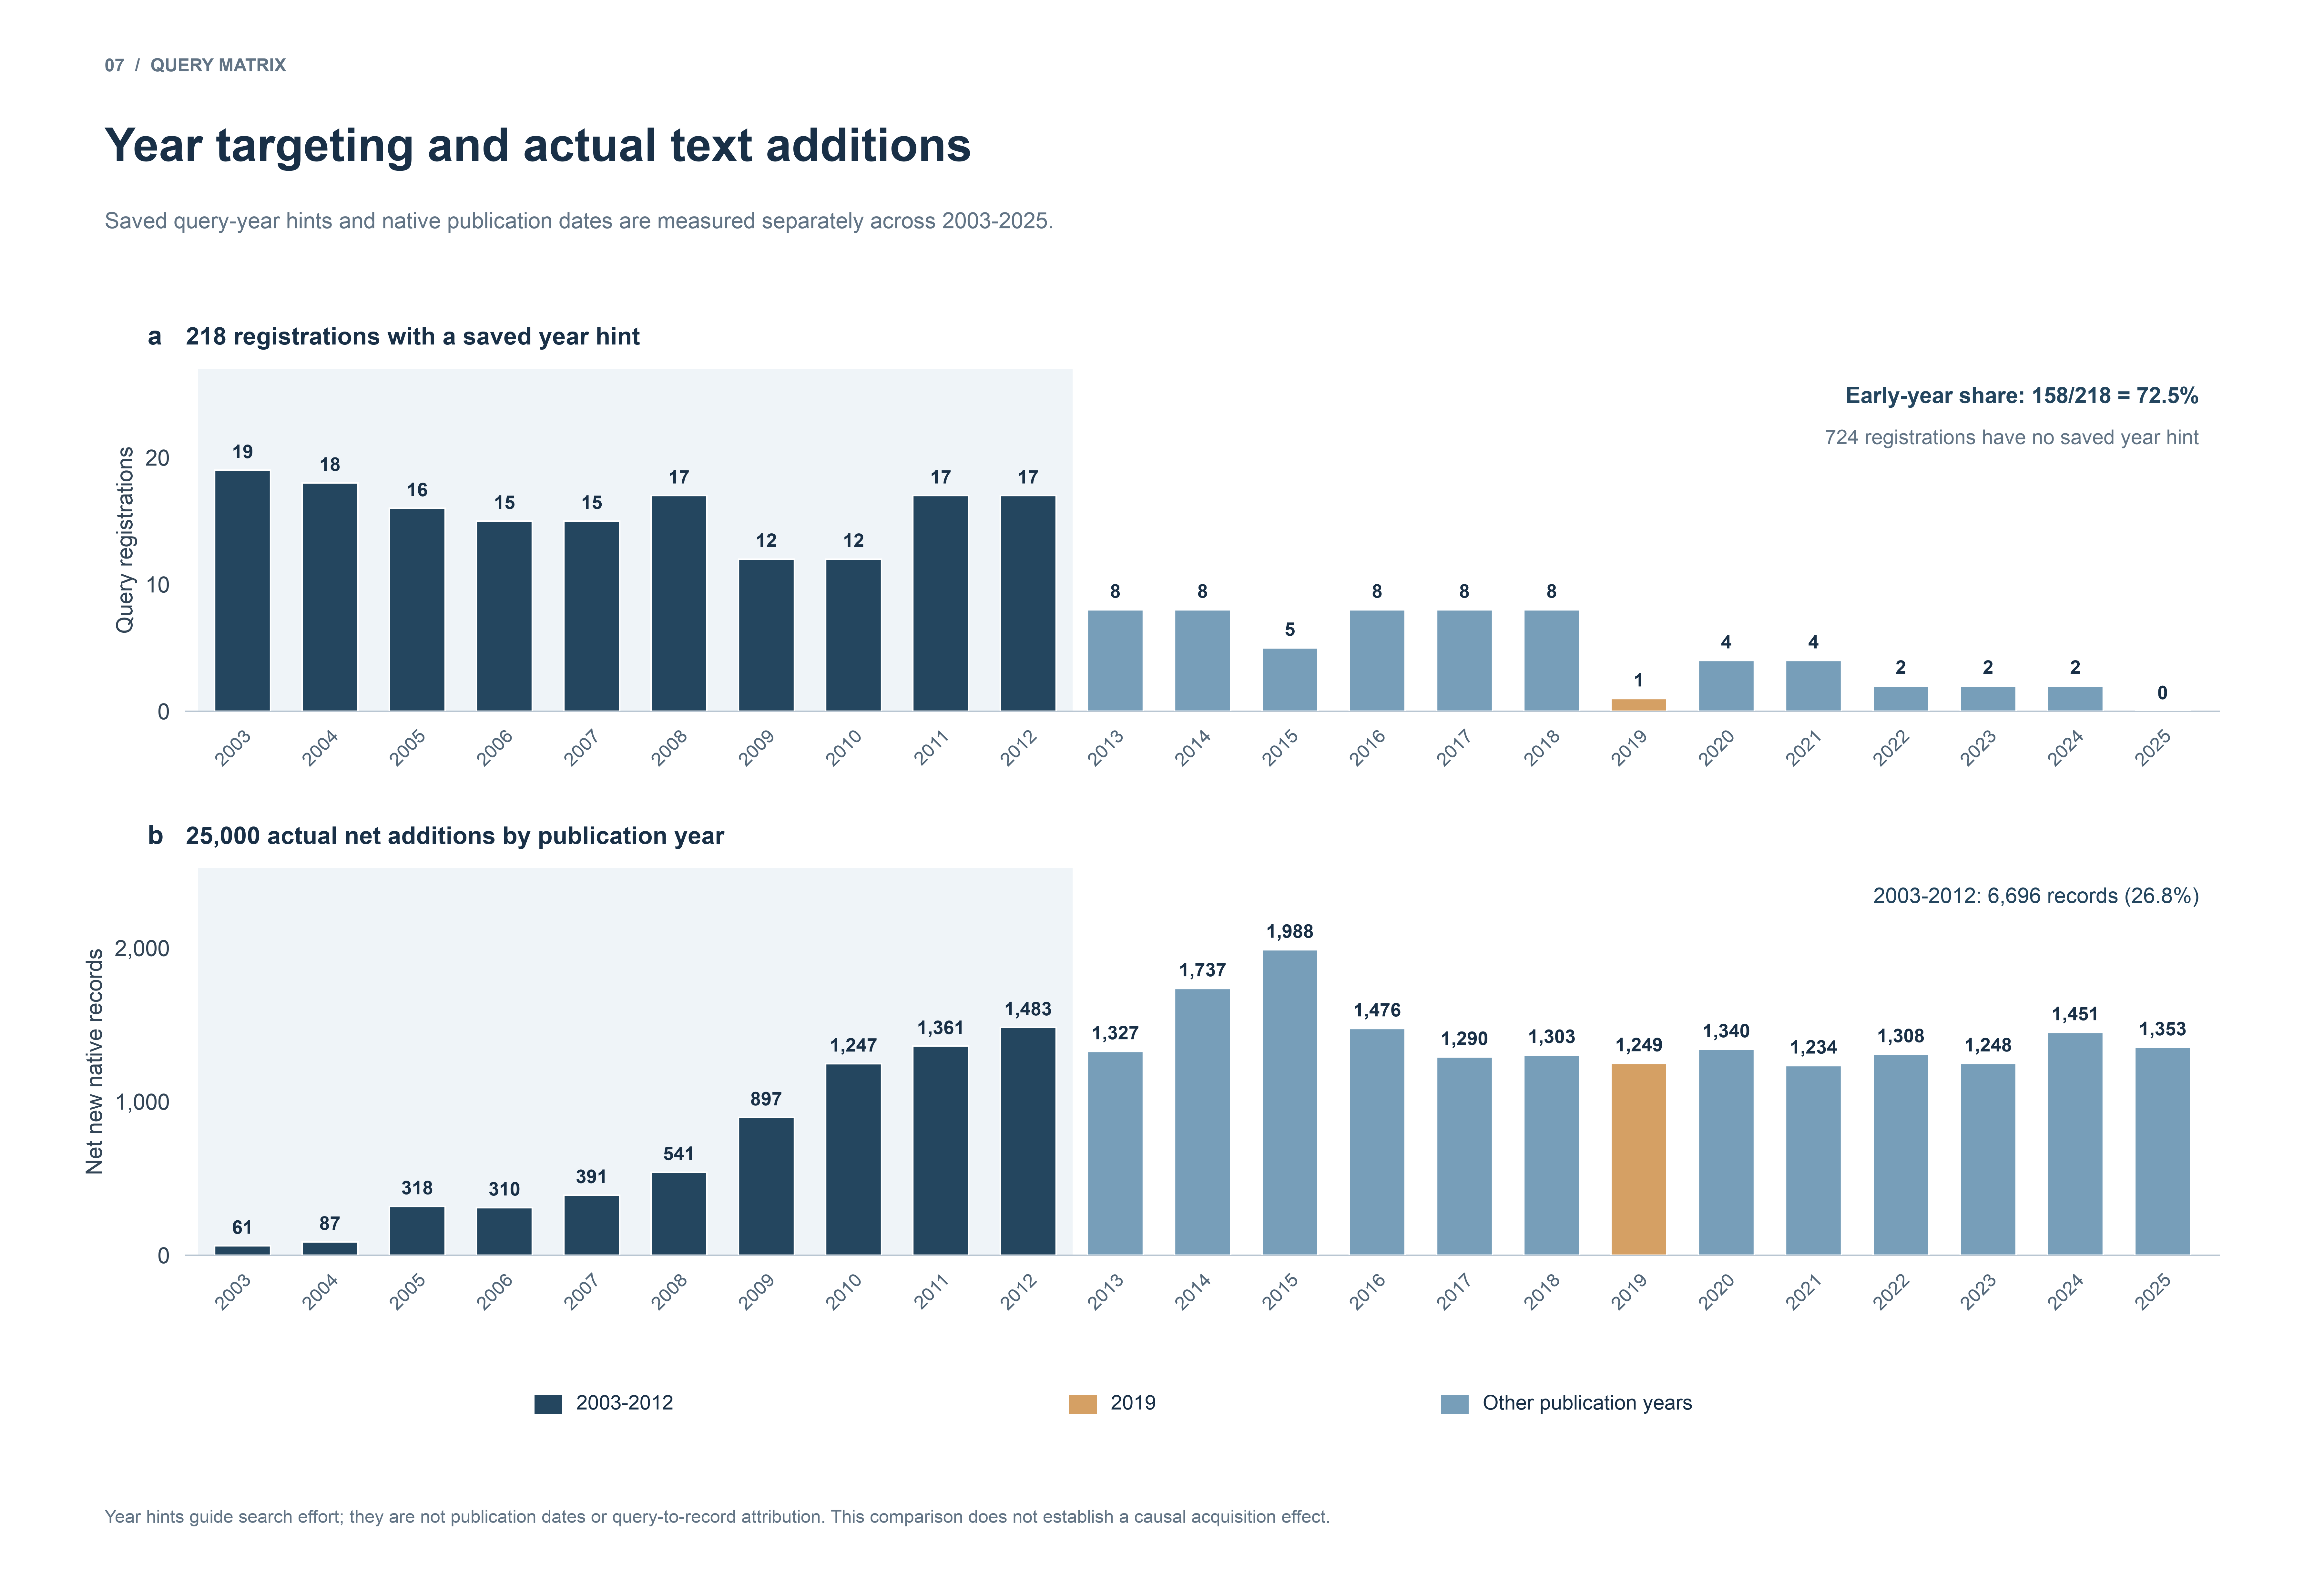 07 / QUERY MATRIX
Year targeting and actual text additions
Saved query-year hints and native publication dates are measured separately across 2003-2025.
a 218 registrations with a saved year hint
Early-year share: 158/218 = 72.5%
724 registrations have no saved year hint
Query registrations
20
10
0
19 18 16 15 15 17 12 12 17 17 8 8 5 8 8 8 1 4 4 2 2 2 0
2003 2004 2005 2006 2007 2008 2009 2010 2011 2012 2013 2014 2015 2016 2017 2018 2019 2020 2021 2022 2023 2024 2025
b 25,000 actual net additions by publication year
2003-2012: 6,696 records (26.8%)
Net new native records
2,000
1,000
0
61 87 318 310 391 541 897 1,247 1,361 1,483 1,327 1,737 1,988 1,476 1,290 1,303 1,249 1,340 1,234 1,308 1,248 1,451 1,353
2003 2004 2005 2006 2007 2008 2009 2010 2011 2012 2013 2014 2015 2016 2017 2018 2019 2020 2021 2022 2023 2024 2025
2003-2012 2019 Other publication years
Year hints guide search effort; they are not publication dates or query-to-record attribution. This comparison does not establish a causal acquisition effect.